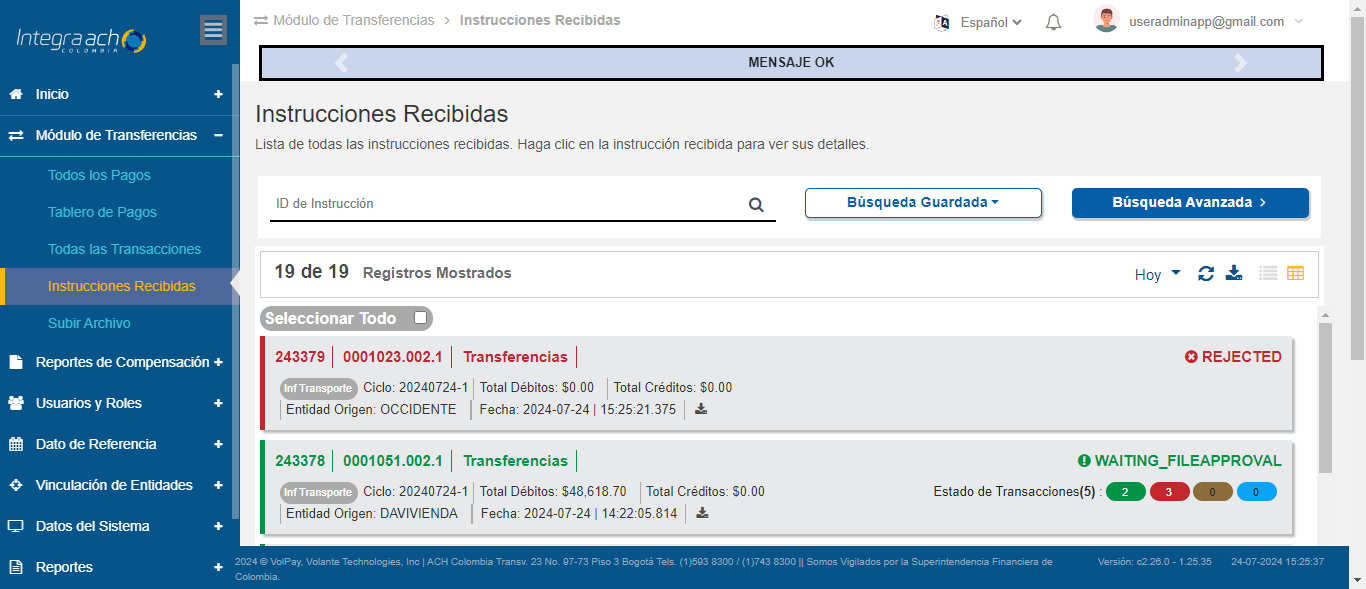 Integra ach
COLOMBIA
Inicio
Módulo de Transferencias
Todos los Pagos
Tablero de Pagos
Todas las Transacciones
Instrucciones Recibidas
Subir Archivo
Reportes de Compensación
Usuarios y Roles
Dato de Referencia
Vinculación de Entidades
Datos del Sistema
Reportes
Módulo de Transferencias > Instrucciones Recibidas
Español
useradminapp@gmail.com
MENSAJE OK
Instrucciones Recibidas
Lista de todas las instrucciones recibidas. Haga clic en la instrucción recibida para ver sus detalles.
ID de Instrucción
Búsqueda Guardada
Búsqueda Avanzada >
19 de 19 Registros Mostrados
Hoy
Seleccionar Todo
243379 | 0001023.002.1 | Transferencias |
REJECTED
Inf Transporte Ciclo: 20240724-1 | Total Débitos: $0.00 | Total Créditos: $0.00
| Entidad Origen: OCCIDENTE | Fecha: 2024-07-24 | 15:25:21.375 |
243378 | 0001051.002.1 | Transferencias |
WAITING_FILEAPPROVAL
Inf Transporte Ciclo: 20240724-1 | Total Débitos: $48,618.70 | Total Créditos: $0.00
Estado de Transacciones(5) : 2 3 0 0
| Entidad Origen: DAVIVIENDA | Fecha: 2024-07-24 | 14:22:05.814 |
2024 © VolPay, Volante Technologies, Inc | ACH Colombia Transv. 23 No. 97-73 Piso 3 Bogotá Tels. (1)593 8300 / (1)743 8300 || Somos Vigilados por la Superintendencia Financiera de
Colombia.
Versión: c2.26.0 - 1.25.35
24-07-2024 15:25:37